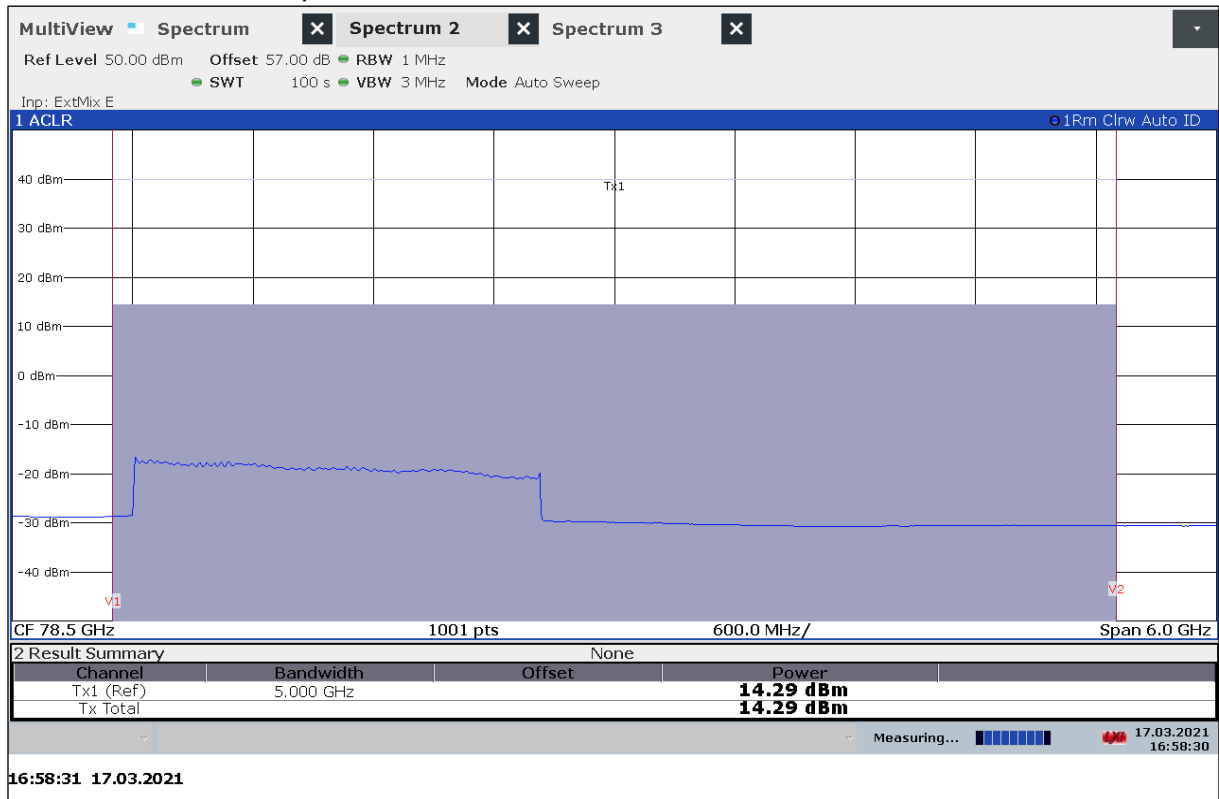 MultiView Spectrum X Spectrum 2 X Spectrum 3 X
Ref Level 50.00 dBm Offset 57.00 dB RBW 1 MHz
SWT 100 s VBW 3 MHz Mode Auto Sweep
Inp: ExtMix E
1 ACLR 1Rm Clrw Auto ID
40 dBm
Tx1
30 dBm
20 dBm
10 dBm
0 dBm
-10 dBm
-20 dBm
-30 dBm
-40 dBm
V1 V2
CF 78.5 GHz 1001 pts 600.0 MHz/ Span 6.0 GHz
2 Result Summary None
Channel Bandwidth Offset Power
Tx1 (Ref) 5.000 GHz 14.29 dBm
Tx Total 14.29 dBm
Measuring... 17.03.2021
16:58:30
16:58:31 17.03.2021